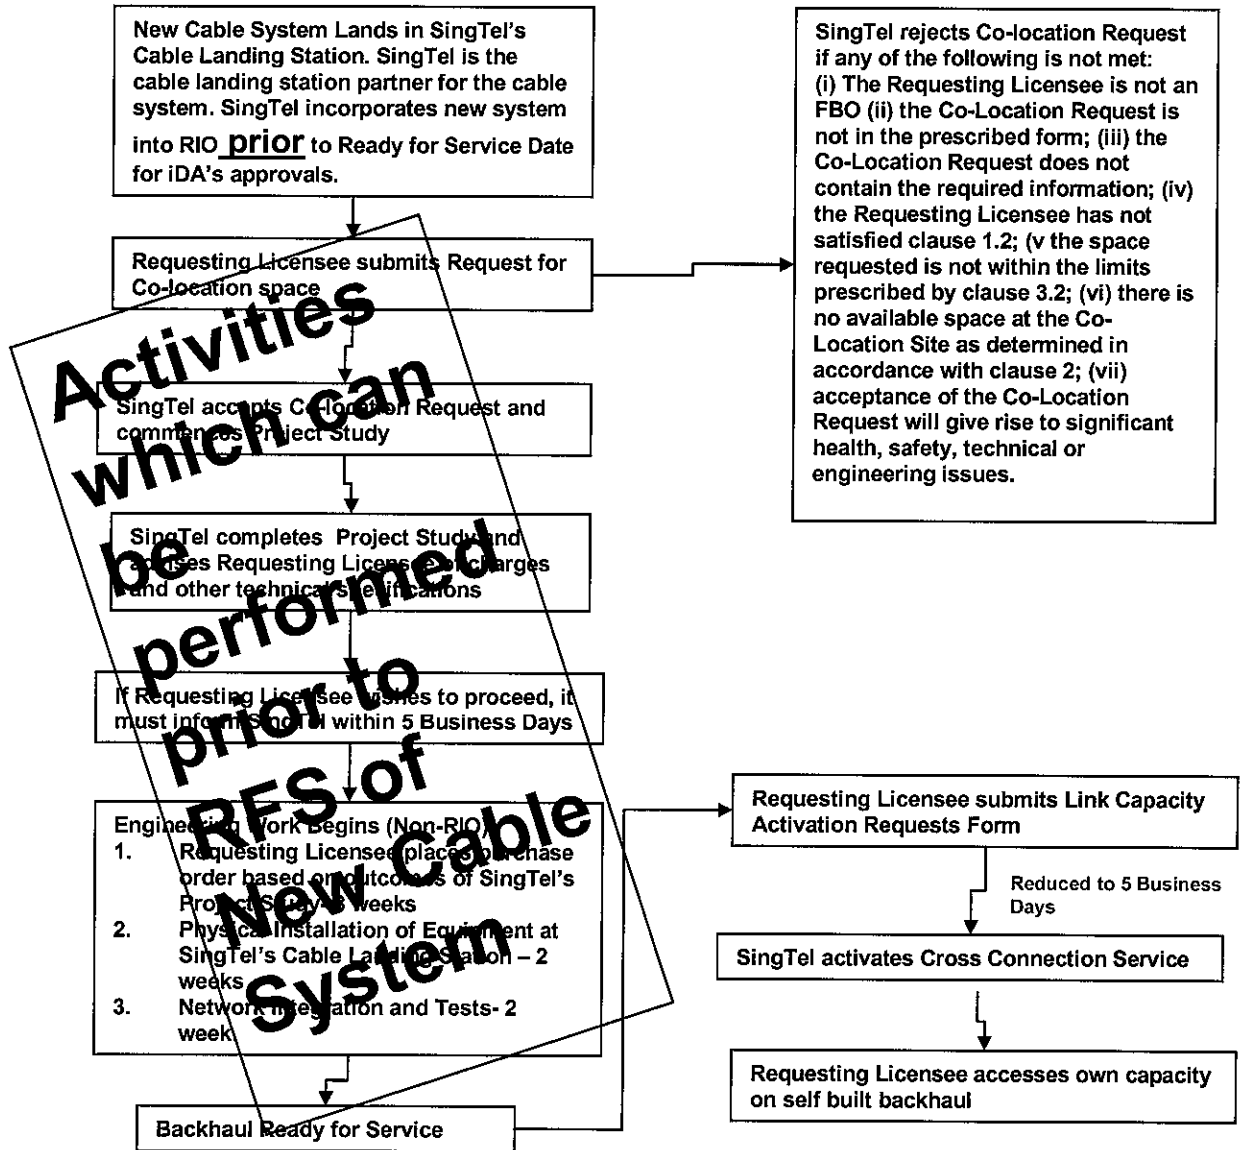 New Cable System Lands in SingTel's
Cable Landing Station. SingTel is the
cable landing station partner for the cable
system. SingTel incorporates new system
into RIO prior to Ready for Service Date
for iDA's approvals.
SingTel rejects Co-location Request
if any of the following is not met:
(i) The Requesting Licensee is not an
FBO (ii) the Co-Location Request is
not in the prescribed form; (iii) the
Co-Location Request does not
contain the required information; (iv)
the Requesting Licensee has not
satisfied clause 1.2; (v the space
requested is not within the limits
prescribed by clause 3.2; (vi) there is
no available space at the Co-
Location Site as determined in
accordance with clause 2; (vii)
acceptance of the Co-Location
Request will give rise to significant
health, safety, technical or
engineering issues.
Requesting Licensee submits Request for
Co-location space
SingTel accepts Co-location Request and
commences Project Study
SingTel completes Project Study and
advises Requesting Licensee of charges
and other technical specifications
If Requesting Licensee wishes to proceed, it
must inform SingTel within 5 Business Days
Engineering Work Begins (Non-RIO)
1. Requesting Licensee places purchase
order based on outcomes of SingTel's
Project Study- weeks
2. Physical Installation of Equipment at
SingTel's Cable Landing Station – 2
weeks
3. Network Integration and Tests- 2
week
Backhaul Ready for Service
Activities
which can
be
performed
prior to
RFS of
New Cable
System
Requesting Licensee submits Link Capacity
Activation Requests Form
Reduced to 5 Business
Days
SingTel activates Cross Connection Service
Requesting Licensee accesses own capacity
on self built backhaul